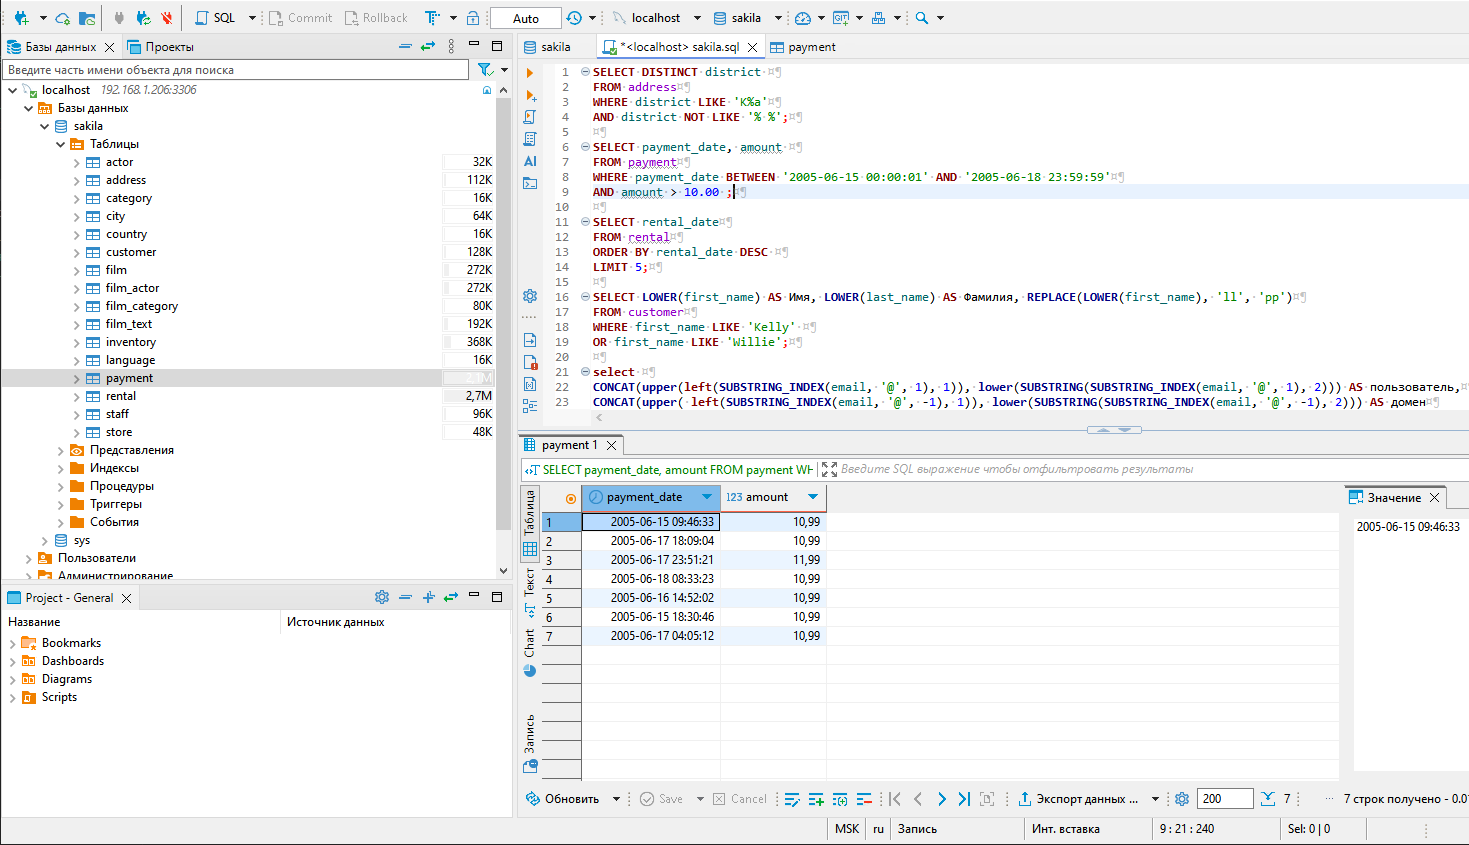 SQL
Commit
Rollback
Auto
localhost
sakila
Базы данных
Проекты
Введите часть имени объекта для поиска
localhost 192.168.1.206:3306
Базы данных
sakila
Таблицы
actor 32K
address 112K
category 16K
city 64K
country 16K
customer 128K
film 272K
film_actor 272K
film_category 80K
film_text 192K
inventory 368K
language 16K
payment
rental 2,7M
staff 96K
store 48K
Представления
Индексы
Процедуры
Триггеры
События
sys
Пользователи
Администрирование
Project - General
Название Источник данных
Bookmarks
Dashboards
Diagrams
Scripts
sakila
*<localhost> sakila.sql
payment
AI
1 SELECT DISTINCT district
2 FROM address
3 WHERE district LIKE 'K%a'
4 AND district NOT LIKE '% %';
5
6 SELECT payment_date, amount
7 FROM payment
8 WHERE payment_date BETWEEN '2005-06-15 00:00:01' AND '2005-06-18 23:59:59'
9 AND amount > 10.00 ;
10
11 SELECT rental_date
12 FROM rental
13 ORDER BY rental_date DESC
14 LIMIT 5;
15
16 SELECT LOWER(first_name) AS Имя, LOWER(last_name) AS Фамилия, REPLACE(LOWER(first_name), 'll', 'pp')
17 FROM customer
18 WHERE first_name LIKE 'Kelly'
19 OR first_name LIKE 'Willie';
20
21 select
22 CONCAT(upper(left(SUBSTRING_INDEX(email, '@', 1), 1)), lower(SUBSTRING(SUBSTRING_INDEX(email, '@', 1), 2))) AS пользователь,
23 CONCAT(upper( left(SUBSTRING_INDEX(email, '@', -1), 1)), lower(SUBSTRING(SUBSTRING_INDEX(email, '@', -1), 2))) AS домен
payment 1
SELECT payment_date, amount FROM payment WH
Введите SQL выражение чтобы отфильтровать результаты
Таблица
Текст
Chart
Запись
payment_date 123 amount
1 2005-06-15 09:46:33 10,99
2 2005-06-17 18:09:04 10,99
3 2005-06-17 23:51:21 11,99
4 2005-06-18 08:33:23 10,99
5 2005-06-16 14:52:02 10,99
6 2005-06-15 18:30:46 10,99
7 2005-06-17 04:05:12 10,99
Значение
2005-06-15 09:46:33
Обновить
Save
Cancel
Экспорт данных ...
200
7
7 строк получено - 0.0
MSK ru Запись Инт. вставка 9 : 21 : 240 Sel: 0 | 0